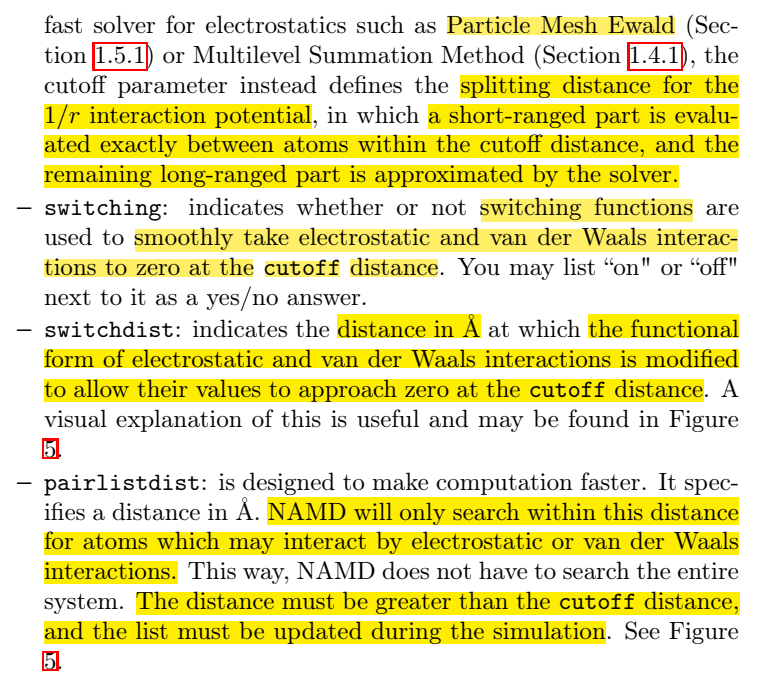 fast solver for electrostatics such as Particle Mesh Ewald (Sec-
tion 1.5.1) or Multilevel Summation Method (Section 1.4.1), the
cutoff parameter instead defines the splitting distance for the
1/r interaction potential, in which a short-ranged part is evalu-
ated exactly between atoms within the cutoff distance, and the
remaining long-ranged part is approximated by the solver.
– switching: indicates whether or not switching functions are
used to smoothly take electrostatic and van der Waals interac-
tions to zero at the cutoff distance. You may list “on" or “off"
next to it as a yes/no answer.
– switchdist: indicates the distance in Å at which the functional
form of electrostatic and van der Waals interactions is modified
to allow their values to approach zero at the cutoff distance. A
visual explanation of this is useful and may be found in Figure
5.
– pairlistdist: is designed to make computation faster. It spec-
ifies a distance in Å. NAMD will only search within this distance
for atoms which may interact by electrostatic or van der Waals
interactions. This way, NAMD does not have to search the entire
system. The distance must be greater than the cutoff distance,
and the list must be updated during the simulation. See Figure
5.